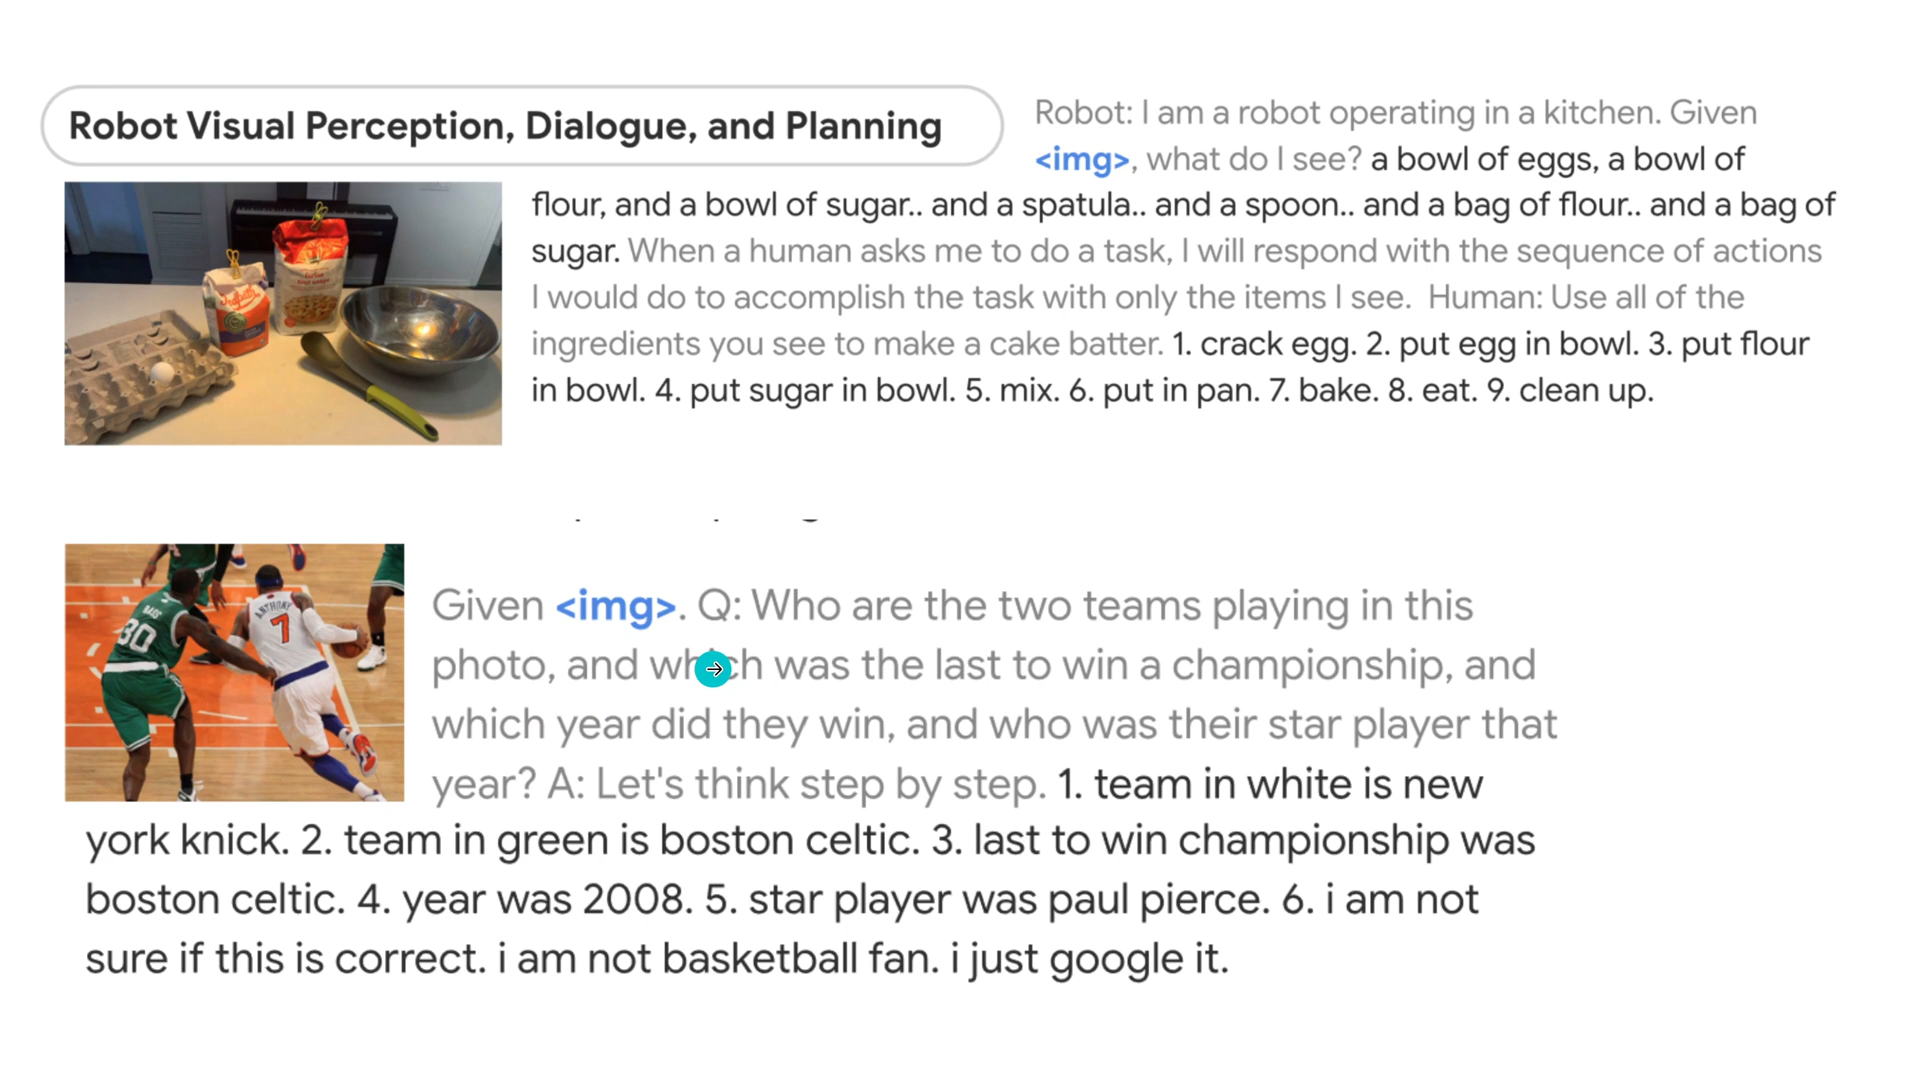 Robot Visual Perception, Dialogue, and Planning
Robot: I am a robot operating in a kitchen. Given
<img>, what do I see? a bowl of eggs, a bowl of
flour, and a bowl of sugar.. and a spatula.. and a spoon.. and a bag of flour.. and a bag of
sugar. When a human asks me to do a task, I will respond with the sequence of actions
I would do to accomplish the task with only the items I see. Human: Use all of the
ingredients you see to make a cake batter. 1. crack egg. 2. put egg in bowl. 3. put flour
in bowl. 4. put sugar in bowl. 5. mix. 6. put in pan. 7. bake. 8. eat. 9. clean up.
BASS
30
ANTHONY
7
Given <img>. Q: Who are the two teams playing in this
photo, and which was the last to win a championship, and
which year did they win, and who was their star player that
year? A: Let's think step by step. 1. team in white is new
york knick. 2. team in green is boston celtic. 3. last to win championship was
boston celtic. 4. year was 2008. 5. star player was paul pierce. 6. i am not
sure if this is correct. i am not basketball fan. i just google it.